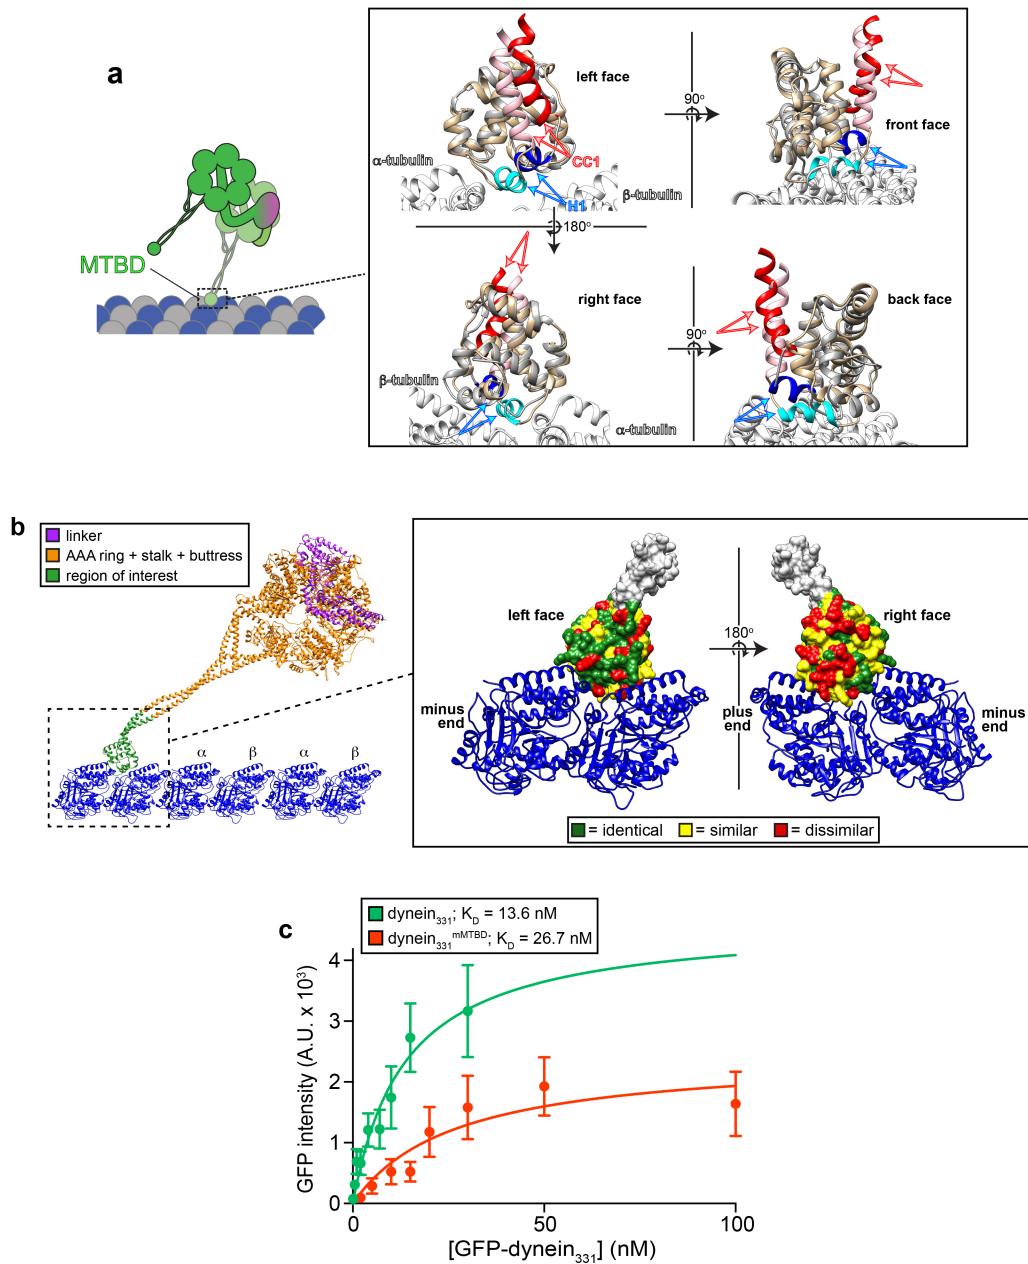 a
MTBD
left face
α-tubulin
β-tubulin
CC1
H1
90°
front face
180°
right face
β-tubulin
α-tubulin
90°
back face
b
linker
AAA ring + stalk + buttress
region of interest
α β α β
left face
right face
180°
minus
end
plus
end
minus
end
= identical = similar = dissimilar
c
dynein331; KD = 13.6 nM
dynein331mMTBD; KD = 26.7 nM
GFP intensity (A.U. x 10³)
4
3
2
1
0
0 50 100
[GFP-dynein331] (nM)